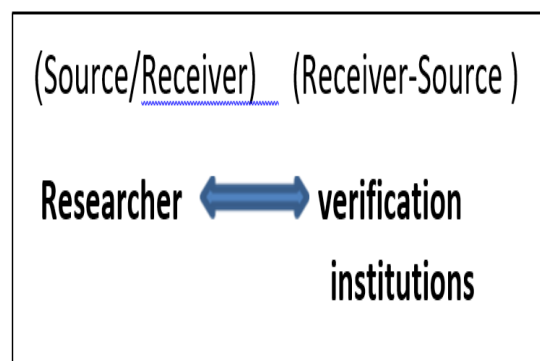 (Source/Receiver) (Receiver-Source )
Researcher verification
institutions